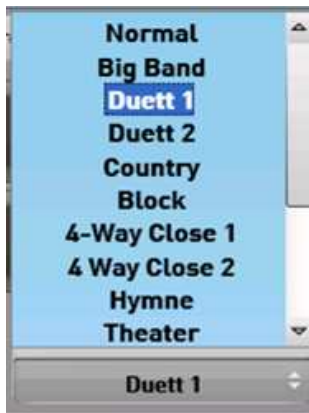 Normal
Big Band
Duett 1
Duett 2
Country
Block
4-Way Close 1
4 Way Close 2
Hymne
Theater
Duett 1